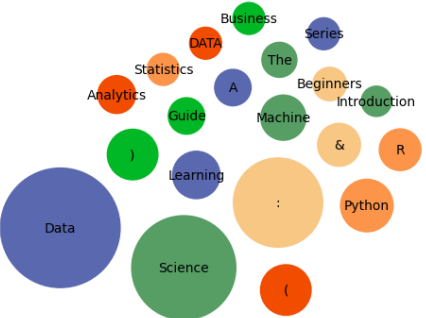 Business
Series
DATA
The
Statistics
Beginners
A
Analytics
Introduction
Guide
Machine
&
R
)
Learning
Data
:
Python
Science
(